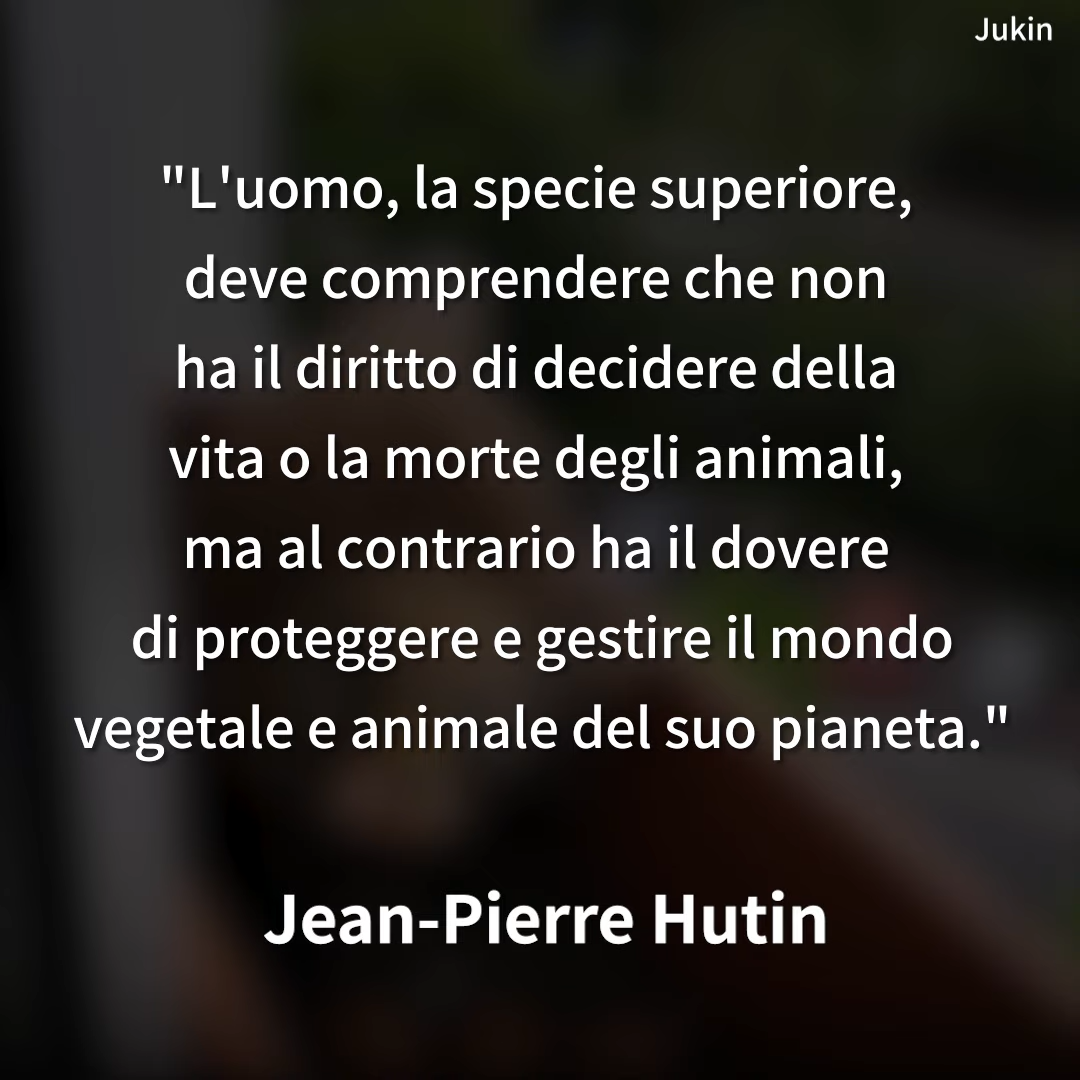 Jukin
"L'uomo, la specie superiore,
deve comprendere che non
ha il diritto di decidere della
vita o la morte degli animali,
ma al contrario ha il dovere
di proteggere e gestire il mondo
vegetale e animale del suo pianeta."
Jean-Pierre Hutin